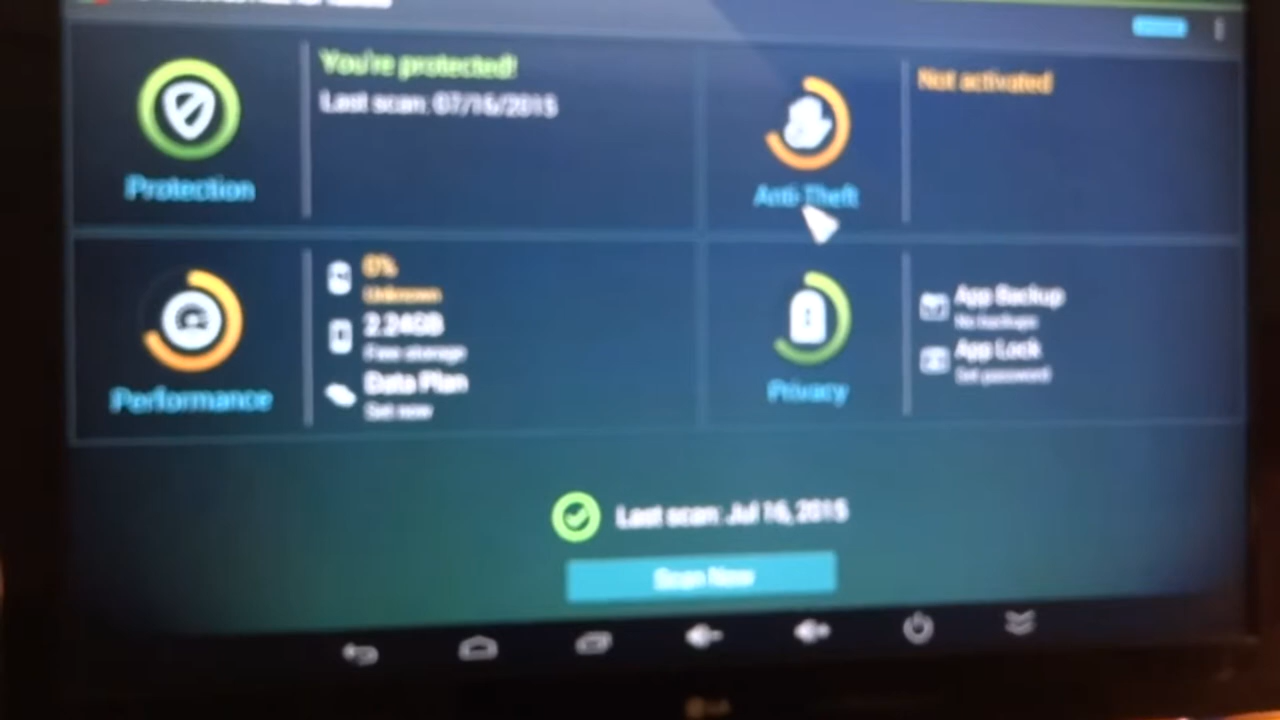 You're protected!
Last scan: 07/16/2015
Protection
Not activated
Anti-Theft
0%
Unknown
2.24GB
Free storage
Data Plan
Set now
Performance
App Backup
No backups
App Lock
Set password
Privacy
Last scan: Jul 16, 2015
Scan Now
LG